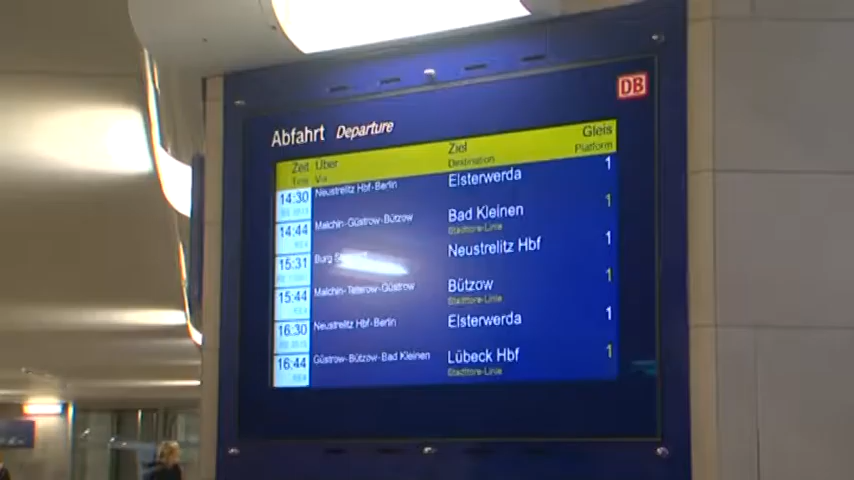 DB
Abfahrt Departure
Zeit Über Ziel Gleis
Time Via Destination Platform
14:30 Neustrelitz Hbf-Berlin Elsterwerda 1
14:44 Malchin-Güstrow-Bützow Bad Kleinen 1
Stadttore-Linie
15:31 Burg Neustrelitz Hbf 1
15:44 Malchin-Teterow-Güstrow Bützow 1
Stadttore-Linie
16:30 Neustrelitz Hbf-Berlin Elsterwerda 1
16:44 Güstrow-Bützow-Bad Kleinen Lübeck Hbf 1
Stadttore-Linie